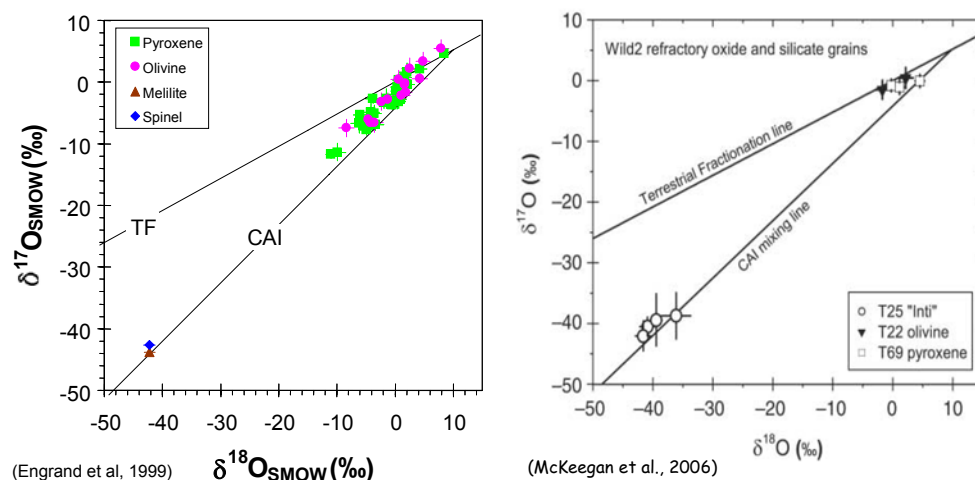 10
0
-10
-20
-30
-40
-50
-50 -40 -30 -20 -10 0 10
δ17OSMOW (‰)
Pyroxene
Olivine
Melilite
Spinel
TF
CAI
(Engrand et al, 1999)
δ18OSMOW (‰)
10
0
–10
–20
–30
–40
–50
–50 –40 –30 –20 –10 0 10
δ17O (‰)
Wild2 refractory oxide and silicate grains
Terrestrial Fractionation line
CAI mixing line
T25 "Inti"
T22 olivine
T69 pyroxene
δ18O (‰)
(McKeegan et al., 2006)